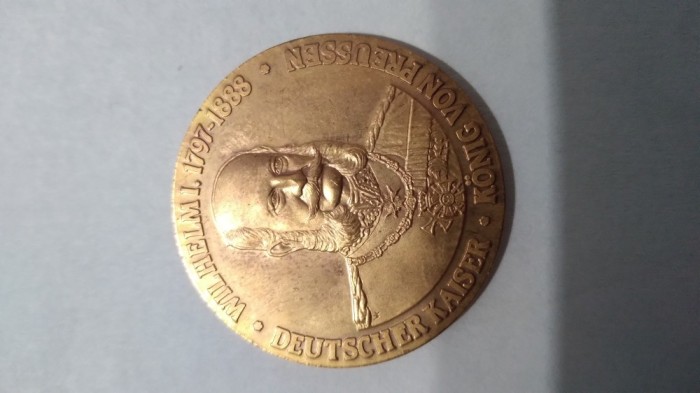 WILHELM I. 1797-1888 • DEUTSCHER KAISER • KÖNIG VON PREUSSEN •